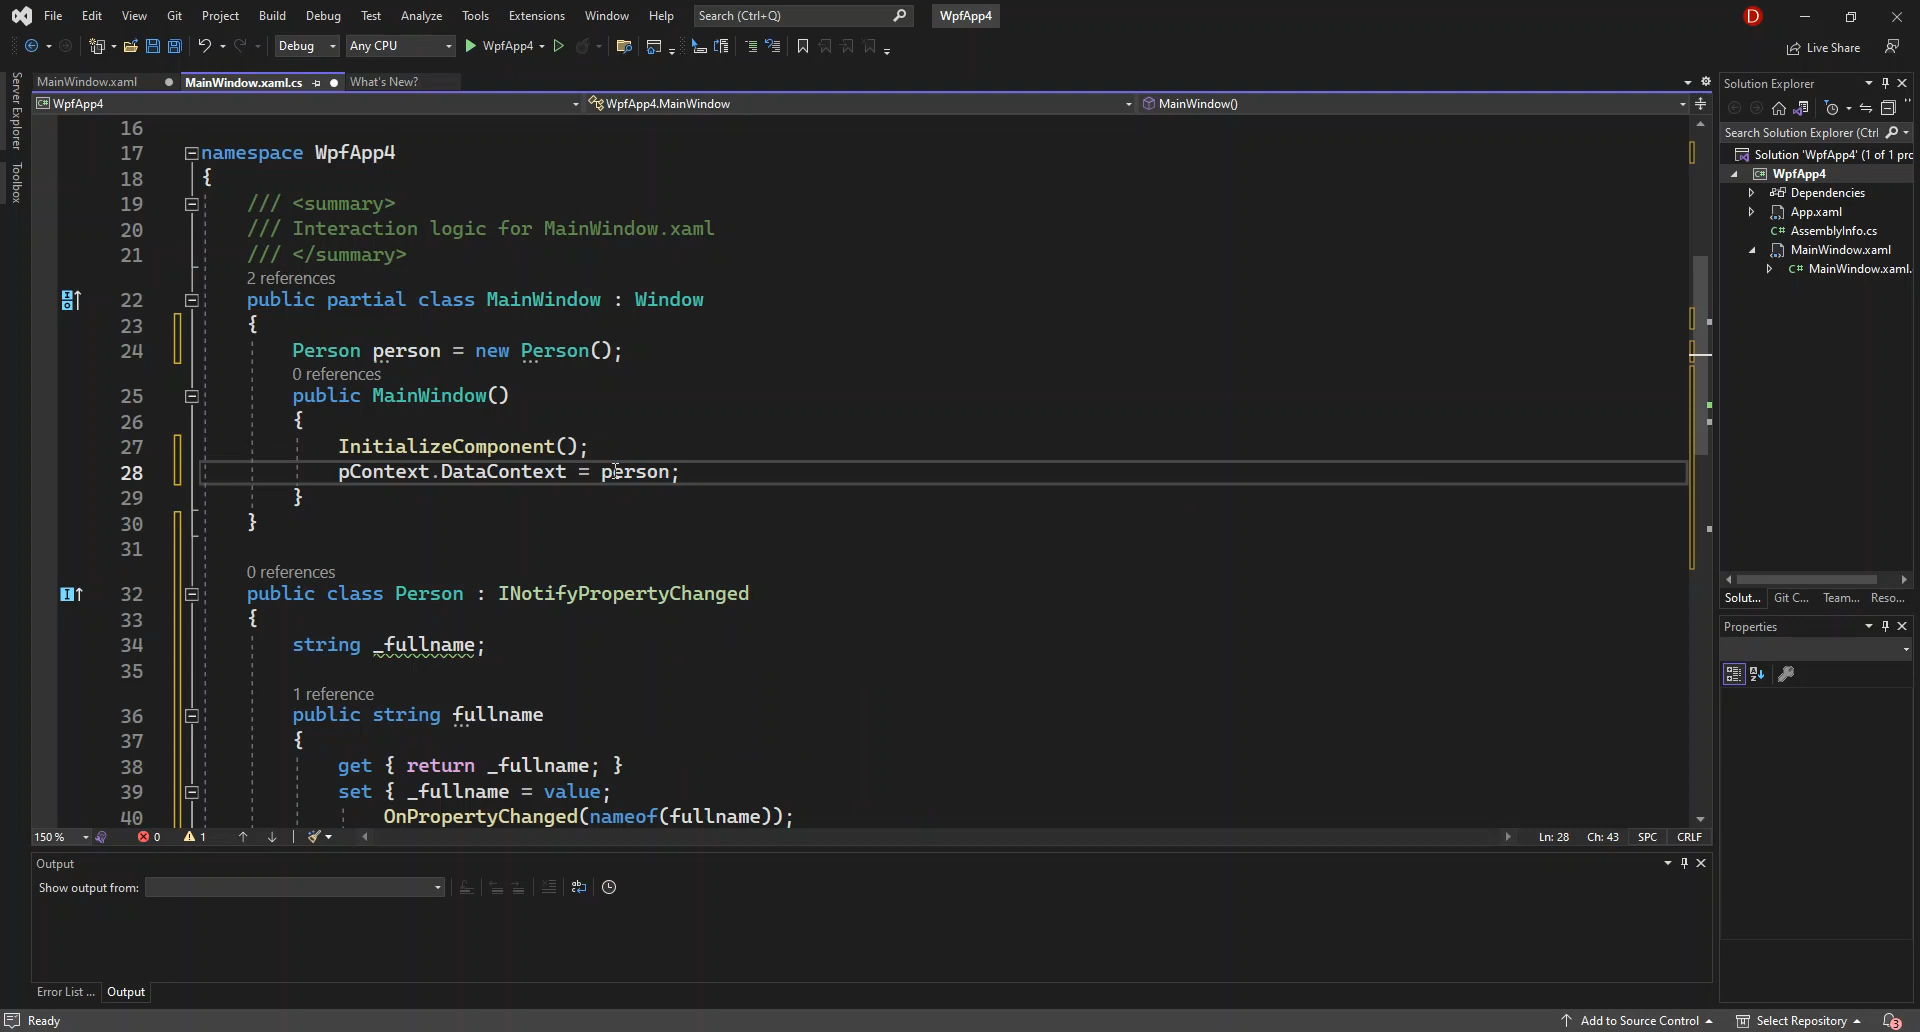 File Edit View Git Project Build Debug Test Analyze Tools Extensions Window Help Search (Ctrl+Q) WpfApp4 D
Debug Any CPU WpfApp4 Live Share
MainWindow.xaml MainWindow.xaml.cs What's New?
WpfApp4 WpfApp4.MainWindow MainWindow()
Server Explorer
Toolbox
16
17 namespace WpfApp4
18 {
19 /// <summary>
20 /// Interaction logic for MainWindow.xaml
21 /// </summary>
2 references
22 public partial class MainWindow : Window
23 {
24 Person person = new Person();
0 references
25 public MainWindow()
26 {
27 InitializeComponent();
28 pContext.DataContext = person;
29 }
30 }
31
0 references
32 public class Person : INotifyPropertyChanged
33 {
34 string _fullname;
35
1 reference
36 public string fullname
37 {
38 get { return _fullname; }
39 set { _fullname = value;
40 OnPropertyChanged(nameof(fullname));
150 % 0 1 Ln: 28 Ch: 43 SPC CRLF
Output
Show output from:
Error List ... Output
Solution Explorer
Search Solution Explorer (Ctrl
Solution 'WpfApp4' (1 of 1 pro
C# WpfApp4
Dependencies
App.xaml
C# AssemblyInfo.cs
MainWindow.xaml
C# MainWindow.xaml.
Solut... Git C... Team... Reso...
Properties
Ready Add to Source Control Select Repository 3